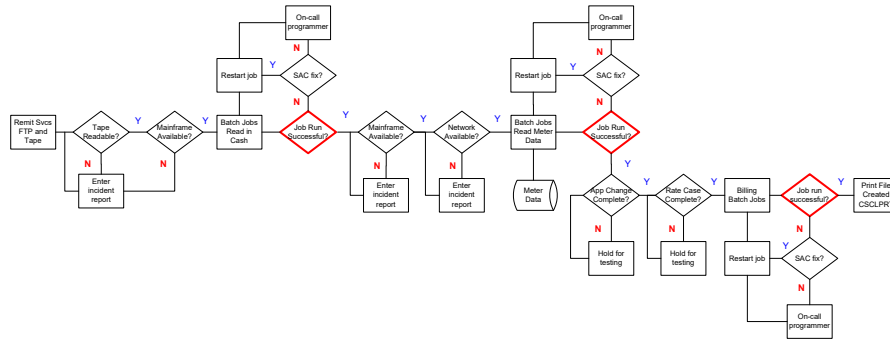 On-call
programmer
N
Restart job
Y
SAC fix?
N
Remit Svcs
FTP and
Tape
Tape
Readable?
Y
Mainframe
Available?
Y
Batch Jobs
Read in
Cash
Job Run
Successful?
Y
N
N
Enter
incident
report
Mainframe
Available?
Y
Network
Available?
Y
N
N
Enter
incident
report
Enter
incident
report
On-call
programmer
N
Restart job
Y
SAC fix?
N
Batch Jobs
Read Meter
Data
Job Run
Successful?
Y
Meter
Data
App Change
Complete?
Y
Rate Case
Complete?
Y
N
N
Hold for
testing
Hold for
testing
Billing
Batch Jobs
Job run
successful?
Y
Print File
Created
CSCLPRT
N
Restart job
Y
SAC fix?
N
On-call
programmer